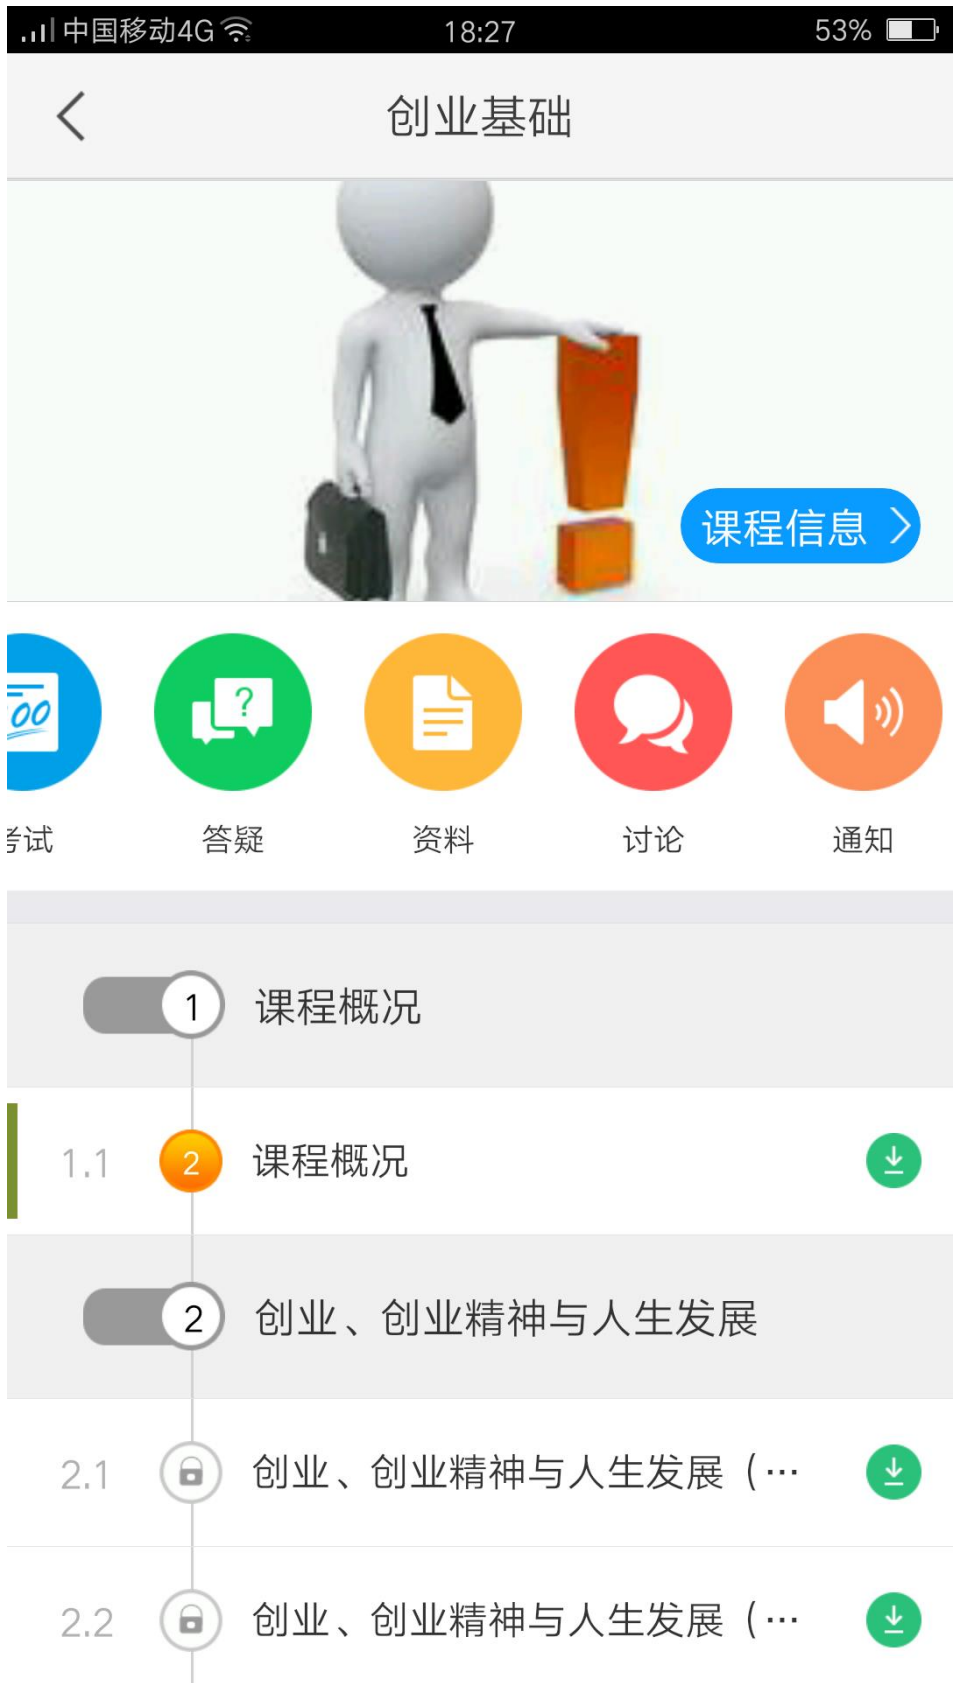 中国移动4G 18:27 53%
创业基础
课程信息
00
考试 答疑 资料 讨论 通知
1 课程概况
1.1 2 课程概况
2 创业、创业精神与人生发展
2.1 创业、创业精神与人生发展（…
2.2 创业、创业精神与人生发展（…